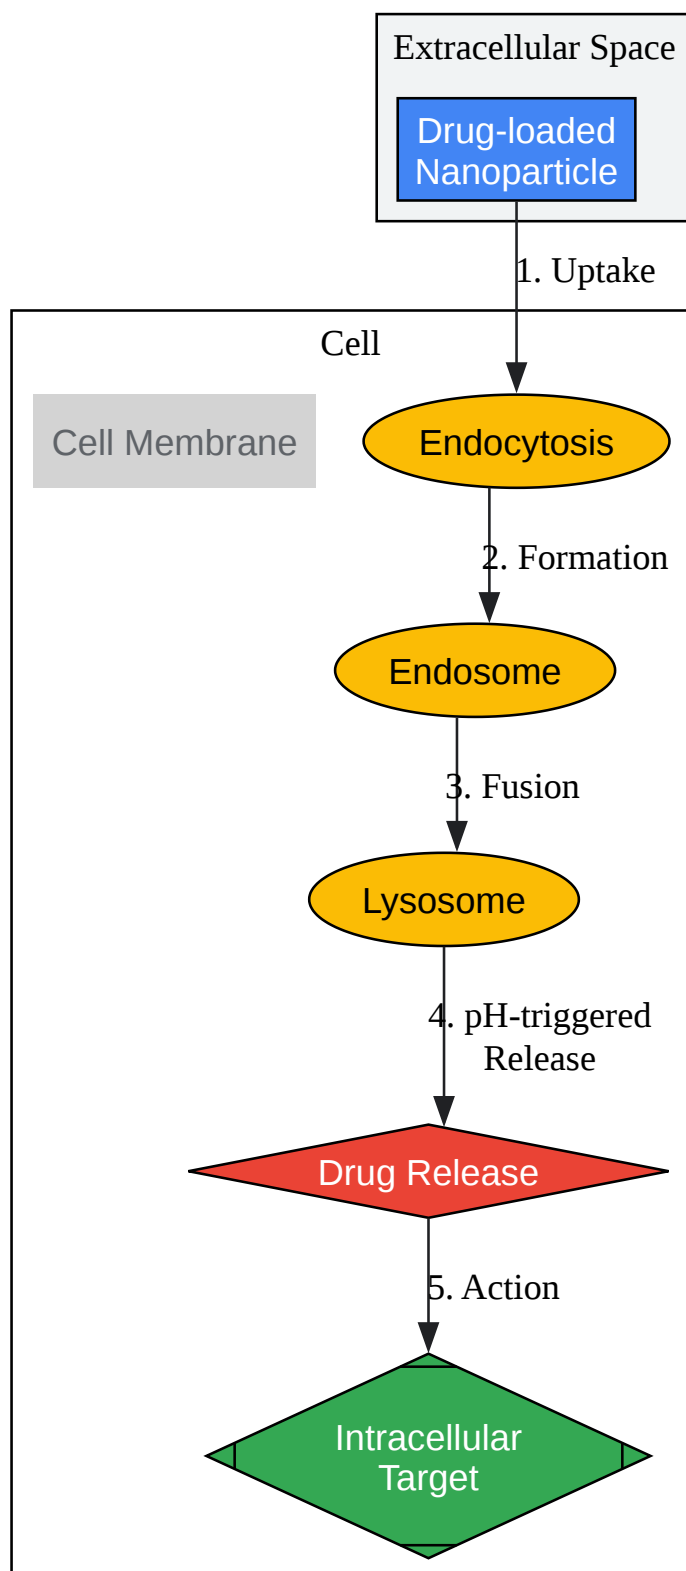 Extracellular Space
Drug-loaded
Nanoparticle
1. Uptake
Cell
Cell Membrane
Endocytosis
2. Formation
Endosome
3. Fusion
Lysosome
4. pH-triggered
Release
Drug Release
5. Action
Intracellular
Target